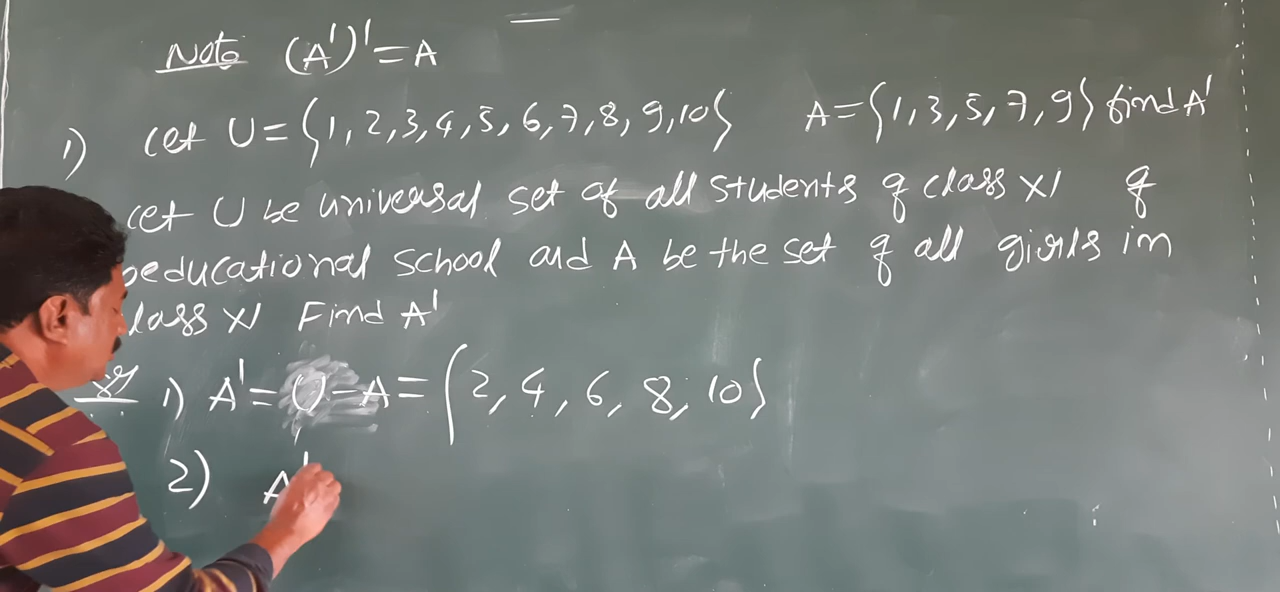 Note (A')' = A
1) Let U = {1, 2, 3, 4, 5, 6, 7, 8, 9, 10} A = {1, 3, 5, 7, 9} find A'
Let U be universal set of all students of class XI of
oeducational school and A be the set of all girls in
lass XI Find A'
1) A' = U - A = {2, 4, 6, 8, 10}
2) A'